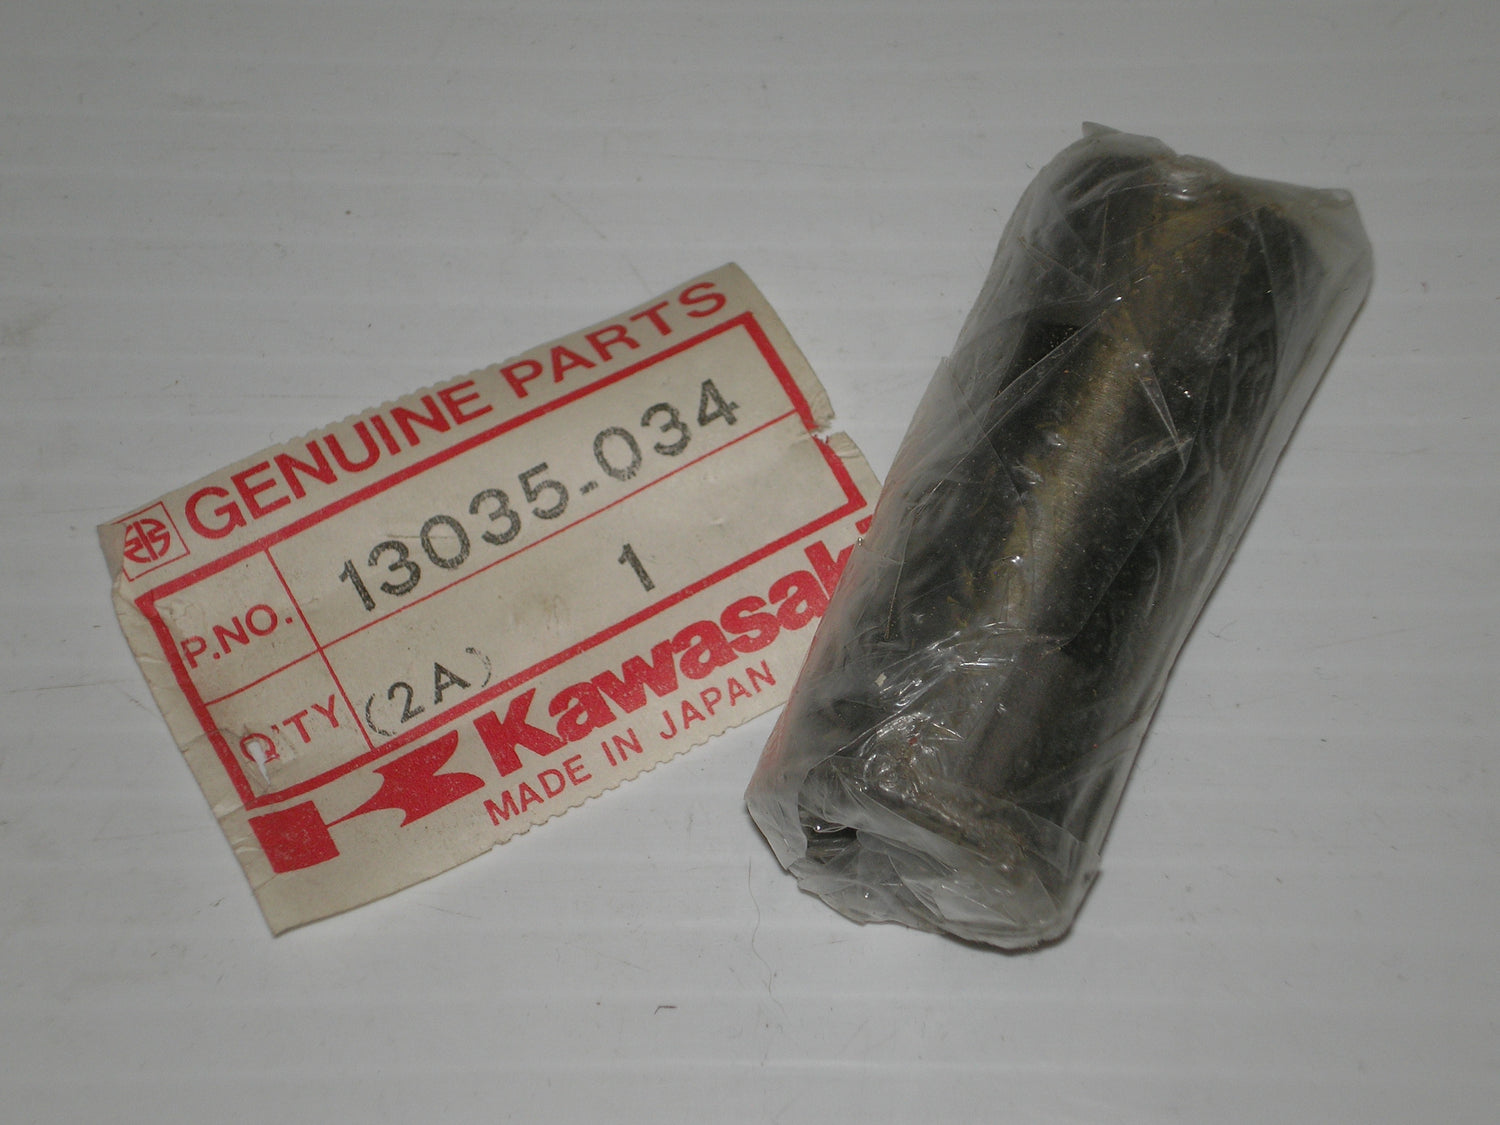 GENUINE PARTS
P.NO. 13035-034
Q'TY 1
(2A)
Kawasaki
MADE IN JAPAN